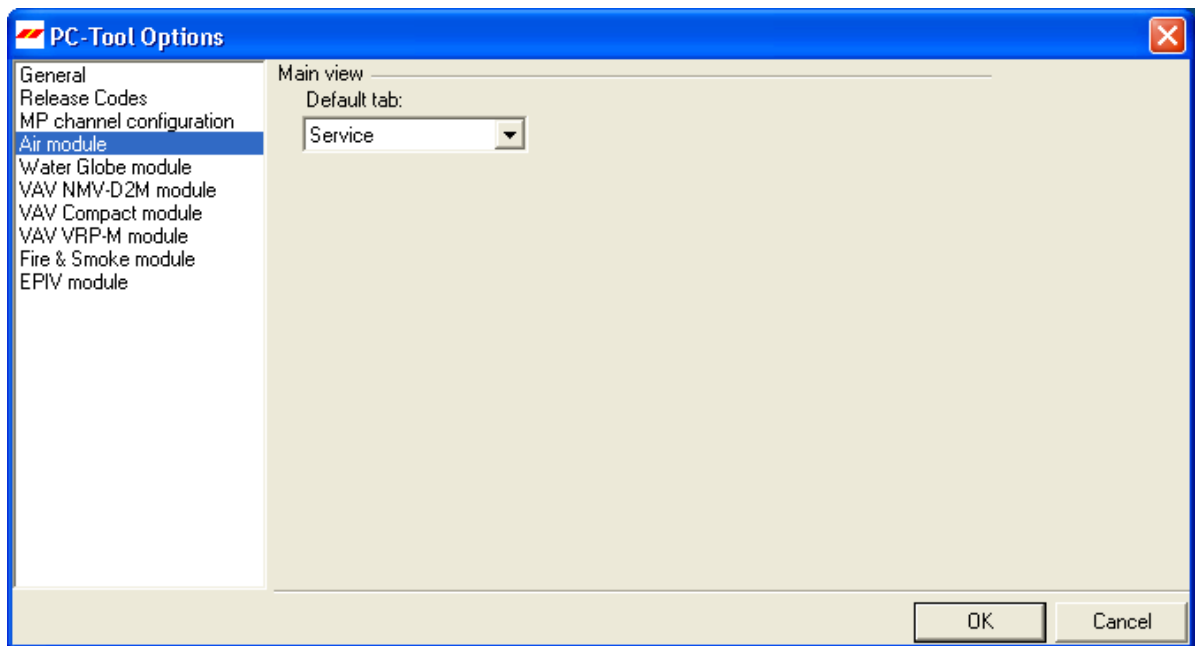 PC-Tool Options
General
Release Codes
MP channel configuration
Air module
Water Globe module
VAV NMV-D2M module
VAV Compact module
VAV VRP-M module
Fire & Smoke module
EPIV module
Main view
Default tab:
Service
OK
Cancel